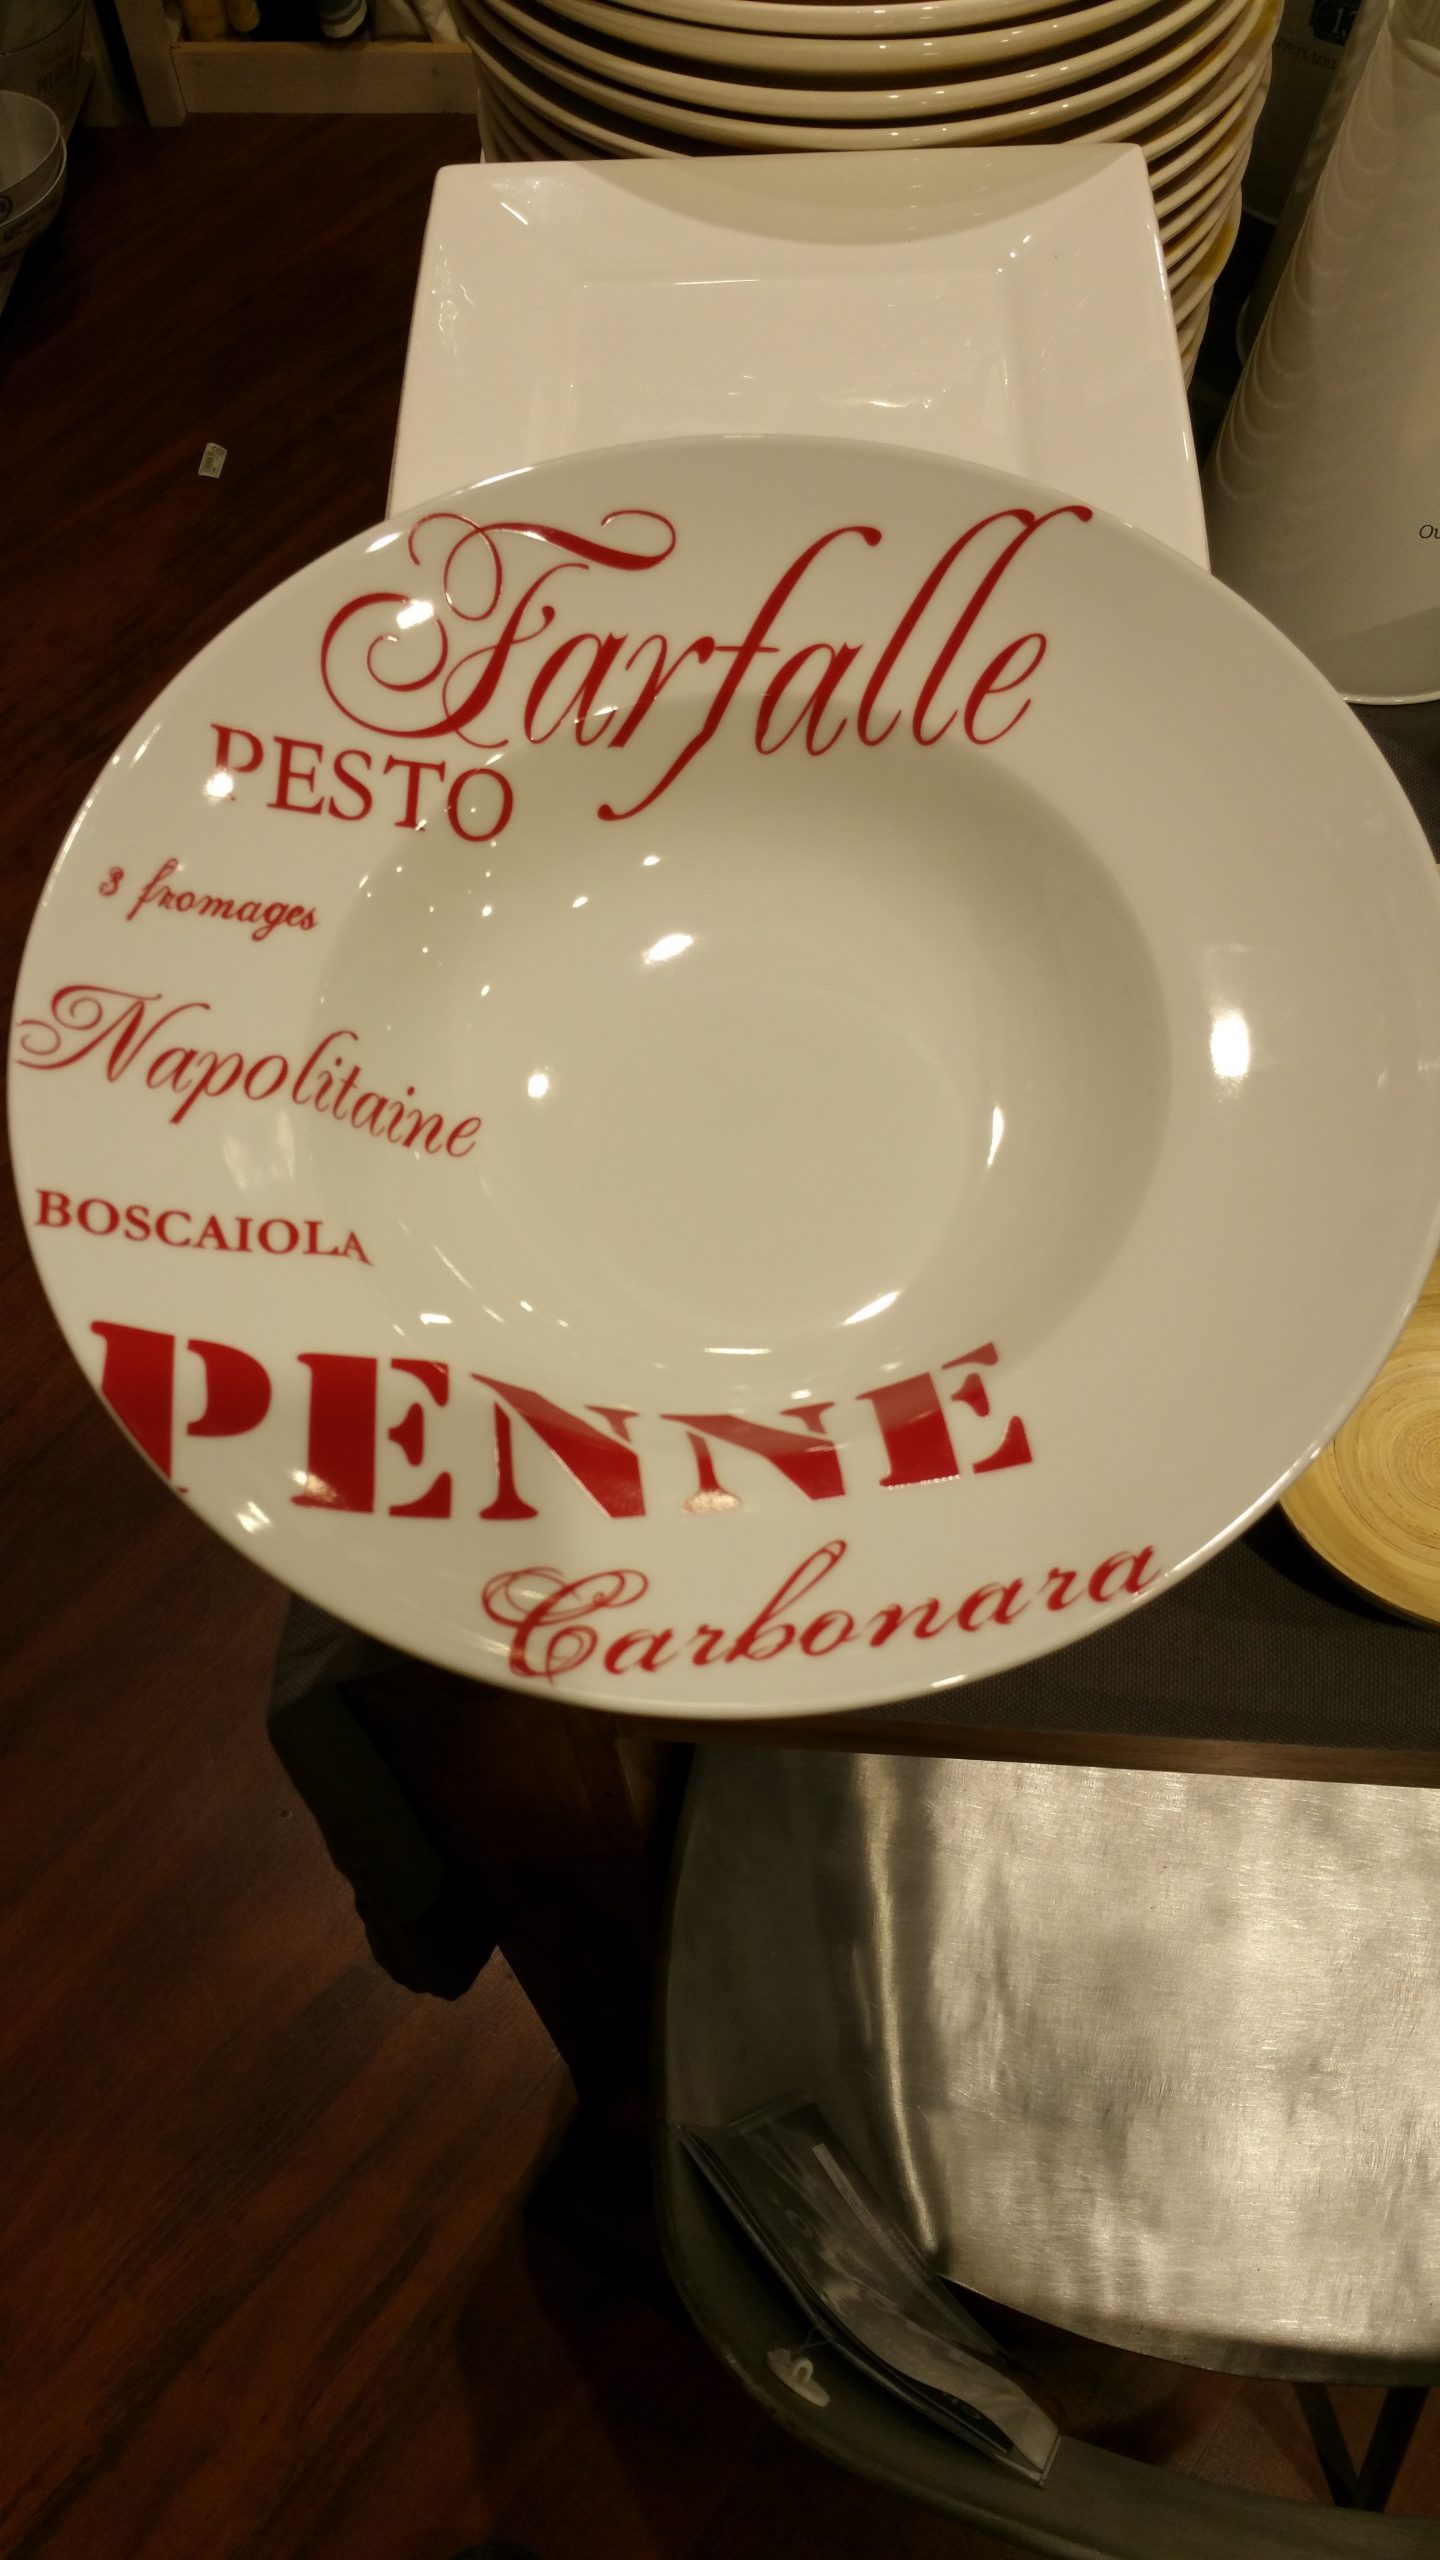 Farfalle
PESTO
3 fromages
Napolitaine
BOSCAIOLA
PENNE
Carbonara